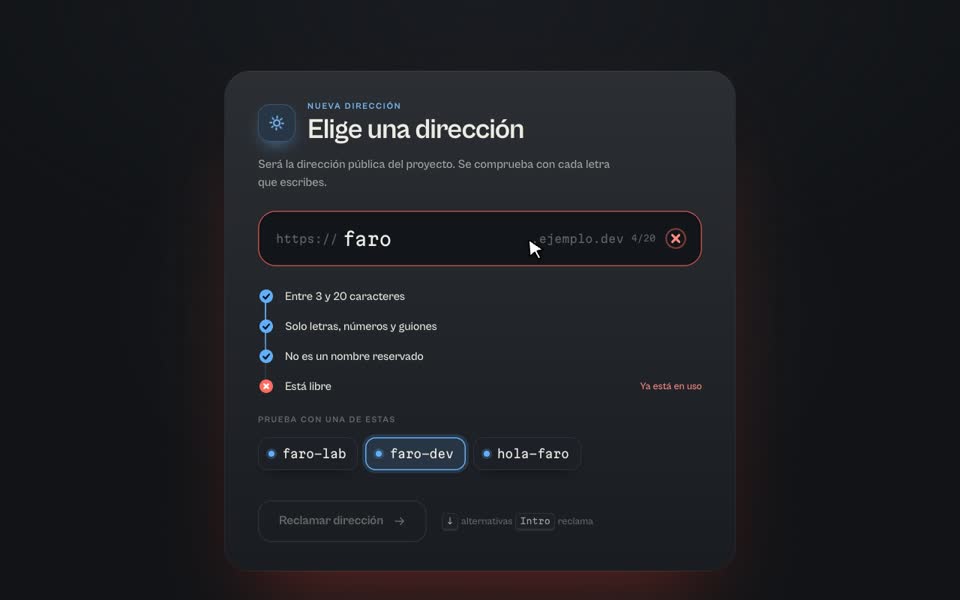 NUEVA DIRECCIÓN
Elige una dirección
Será la dirección pública del proyecto. Se comprueba con cada letra
que escribes.
https:// faro .ejemplo.dev 4/20
Entre 3 y 20 caracteres
Solo letras, números y guiones
No es un nombre reservado
Está libre Ya está en uso
PRUEBA CON UNA DE ESTAS
faro-lab faro-dev hola-faro
Reclamar dirección → ↓ alternativas Intro reclama